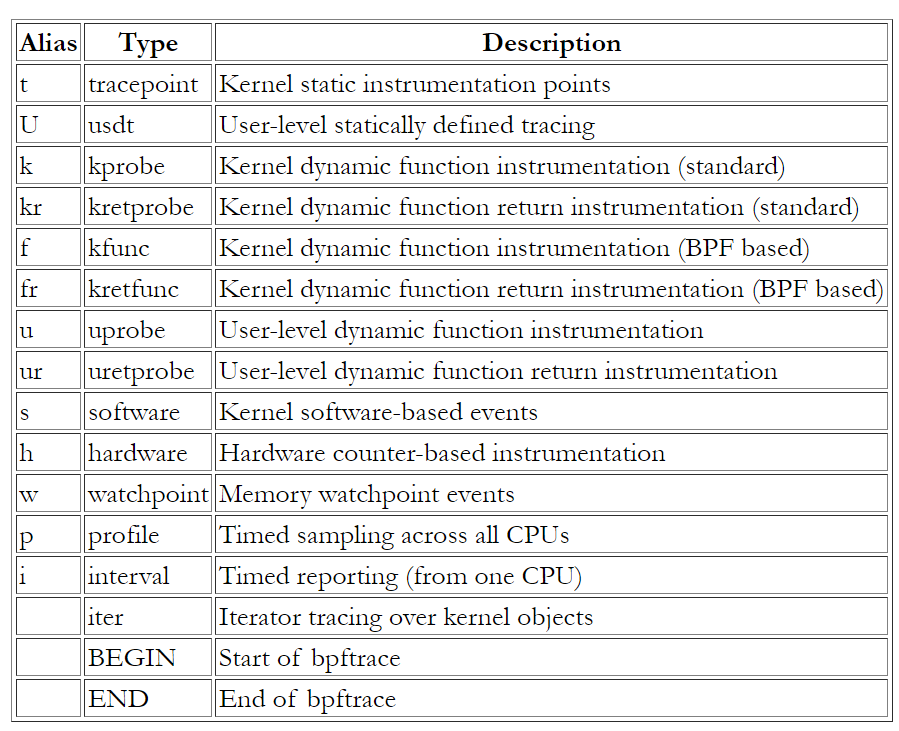 Alias Type Description
t tracepoint Kernel static instrumentation points
U usdt User-level statically defined tracing
k kprobe Kernel dynamic function instrumentation (standard)
kr kretprobe Kernel dynamic function return instrumentation (standard)
f kfunc Kernel dynamic function instrumentation (BPF based)
fr kretfunc Kernel dynamic function return instrumentation (BPF based)
u uprobe User-level dynamic function instrumentation
ur uretprobe User-level dynamic function return instrumentation
s software Kernel software-based events
h hardware Hardware counter-based instrumentation
w watchpoint Memory watchpoint events
p profile Timed sampling across all CPUs
i interval Timed reporting (from one CPU)
iter Iterator tracing over kernel objects
BEGIN Start of bpftrace
END End of bpftrace